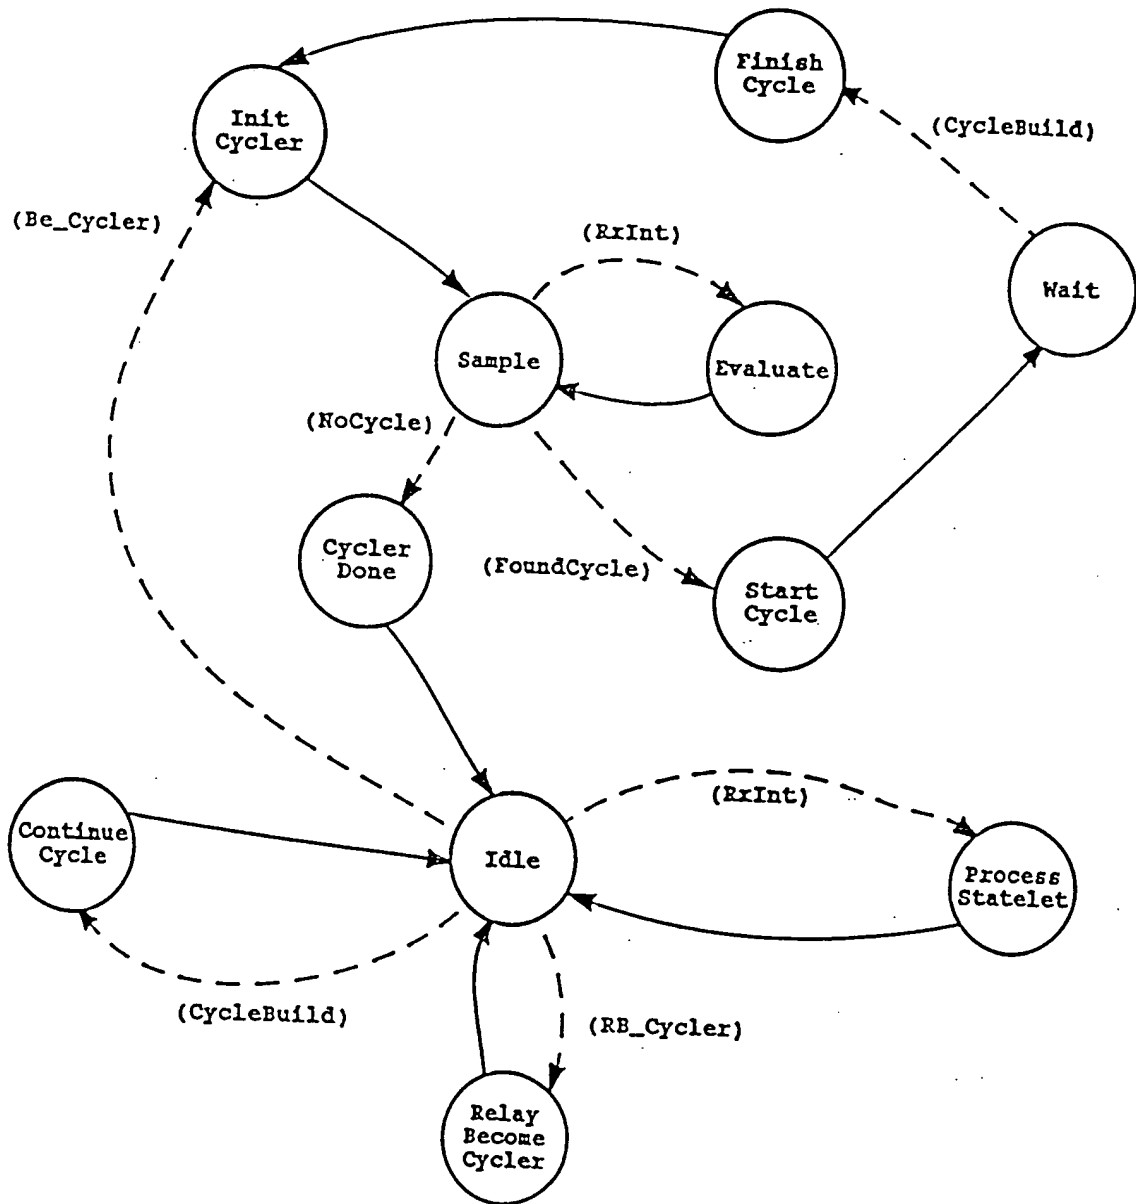 Finish
Cycle
Init
Cycler
(CycleBuild)
(Be_Cycler)
(RxInt)
Wait
Sample
Evaluate
(NoCycle)
Cycler
Done
(FoundCycle)
Start
Cycle
(RxInt)
Continue
Cycle
Idle
Process
Statelet
(CycleBuild)
(RB_Cycler)
Relay
Become
Cycler